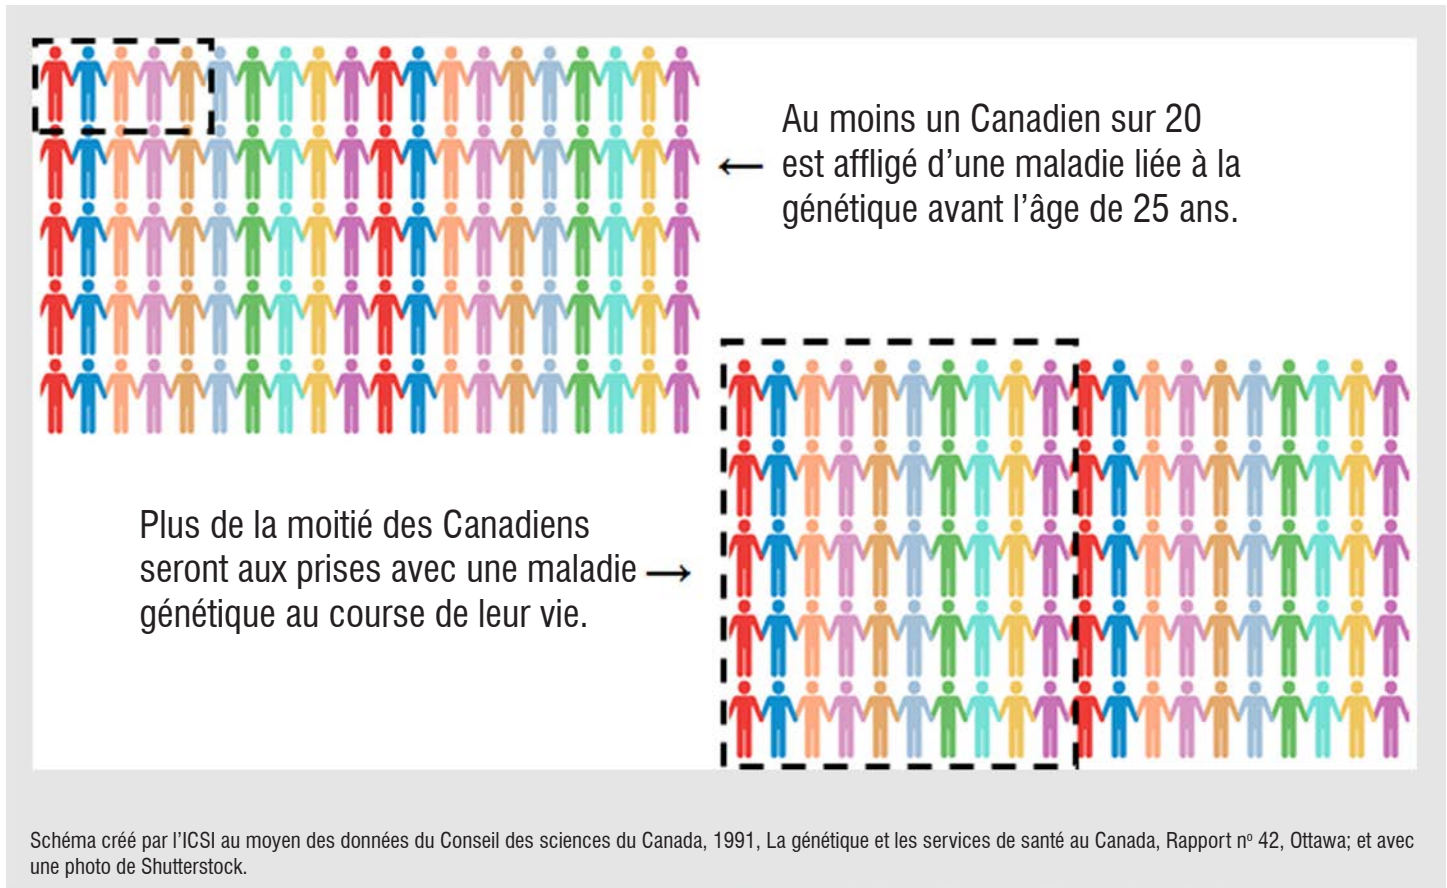 Au moins un Canadien sur 20
← est affligé d’une maladie liée à la
génétique avant l’âge de 25 ans.
Plus de la moitié des Canadiens
seront aux prises avec une maladie →
génétique au course de leur vie.
Schéma créé par l’ICSI au moyen des données du Conseil des sciences du Canada, 1991, La génétique et les services de santé au Canada, Rapport nº 42, Ottawa; et avec
une photo de Shutterstock.